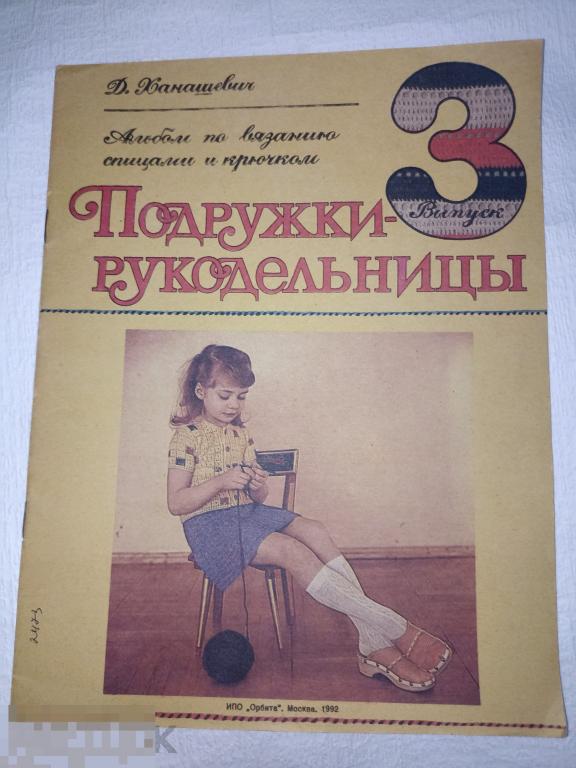 Д. Ханашевич
Альбом по вязанию
спицами и крючком
3
Выпуск
Подружки-
рукодельницы
ИПО „Орбита". Москва. 1992